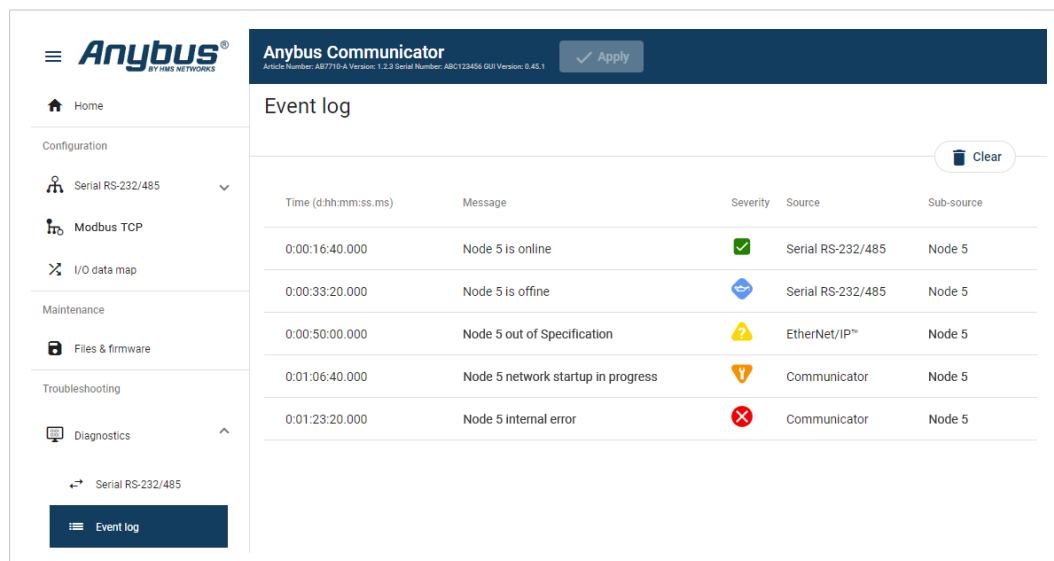 Anybus®
BY HMS NETWORKS
Anybus Communicator
Article Number: AB7710-A Version: 1.2.3 Serial Number: ABC123456 GUI Version: 0.45.1
Apply
Home
Configuration
Serial RS-232/485
Modbus TCP
I/O data map
Maintenance
Files & firmware
Troubleshooting
Diagnostics
Serial RS-232/485
Event log
Event log
Clear
Time (d:hh:mm:ss.ms) Message Severity Source Sub-source
0:00:16:40.000 Node 5 is online Serial RS-232/485 Node 5
0:00:33:20.000 Node 5 is offine Serial RS-232/485 Node 5
0:00:50:00.000 Node 5 out of Specification EtherNet/IP™ Node 5
0:01:06:40.000 Node 5 network startup in progress Communicator Node 5
0:01:23:20.000 Node 5 internal error Communicator Node 5